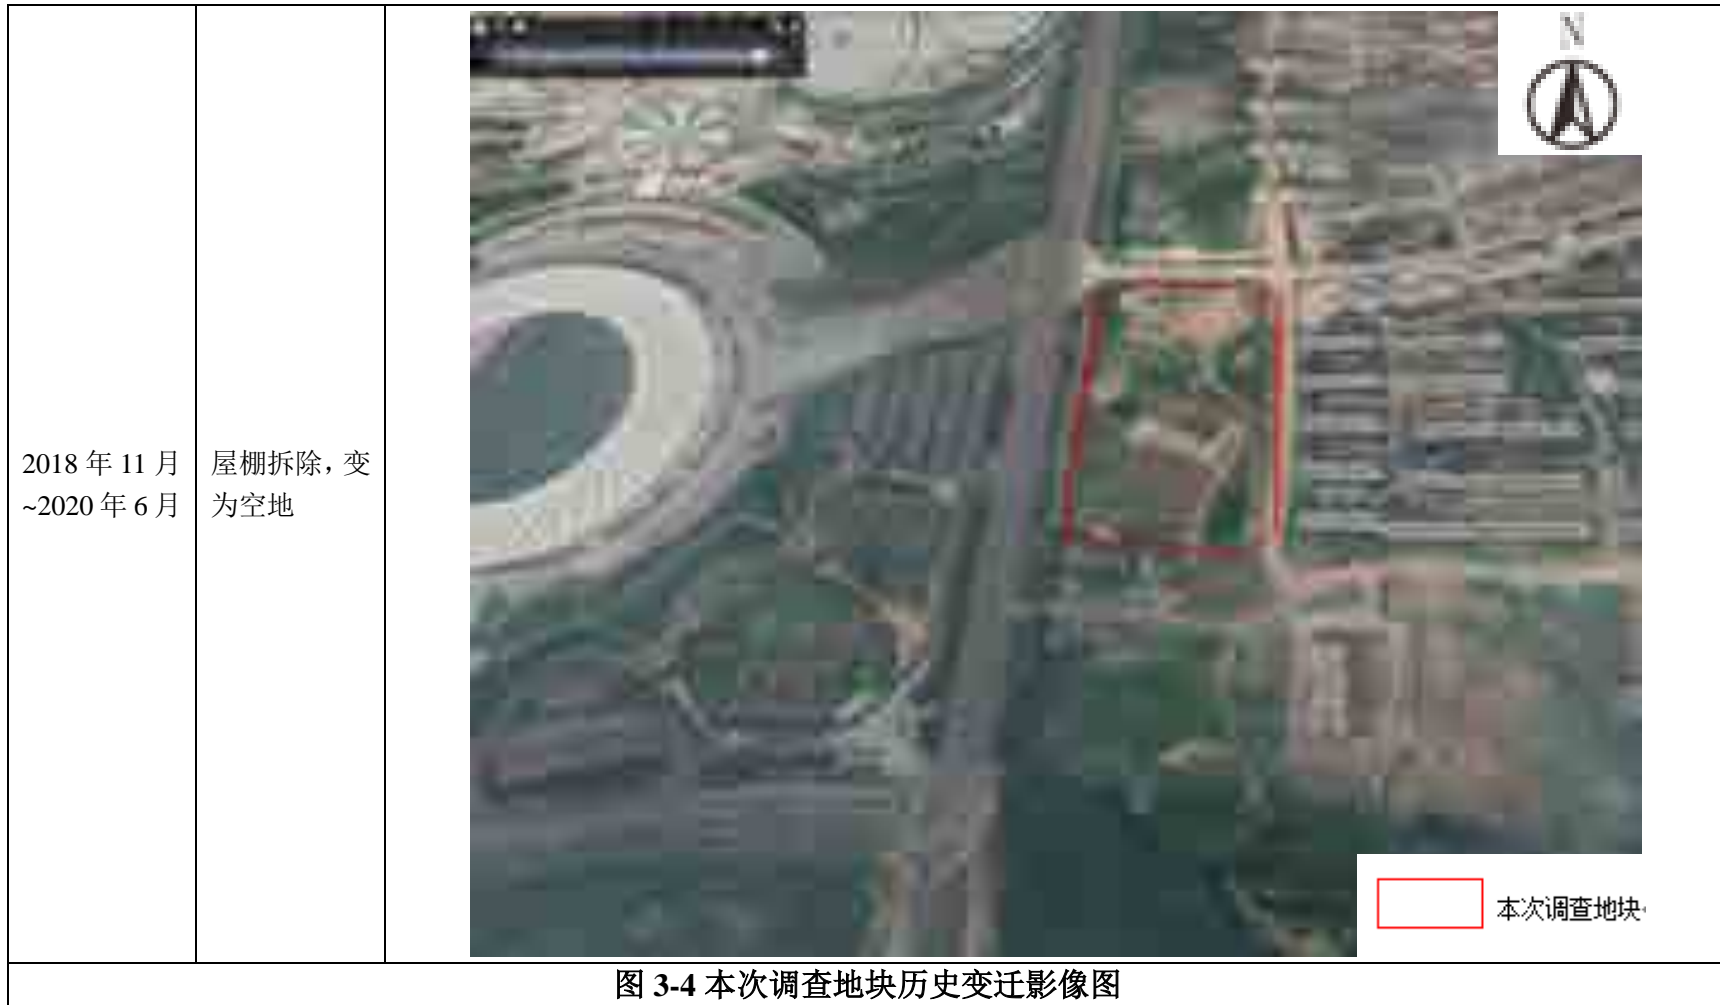 N
2018 年 11 月
~2020 年 6 月
屋棚拆除，变
为空地
本次调查地块
图 3-4 本次调查地块历史变迁影像图